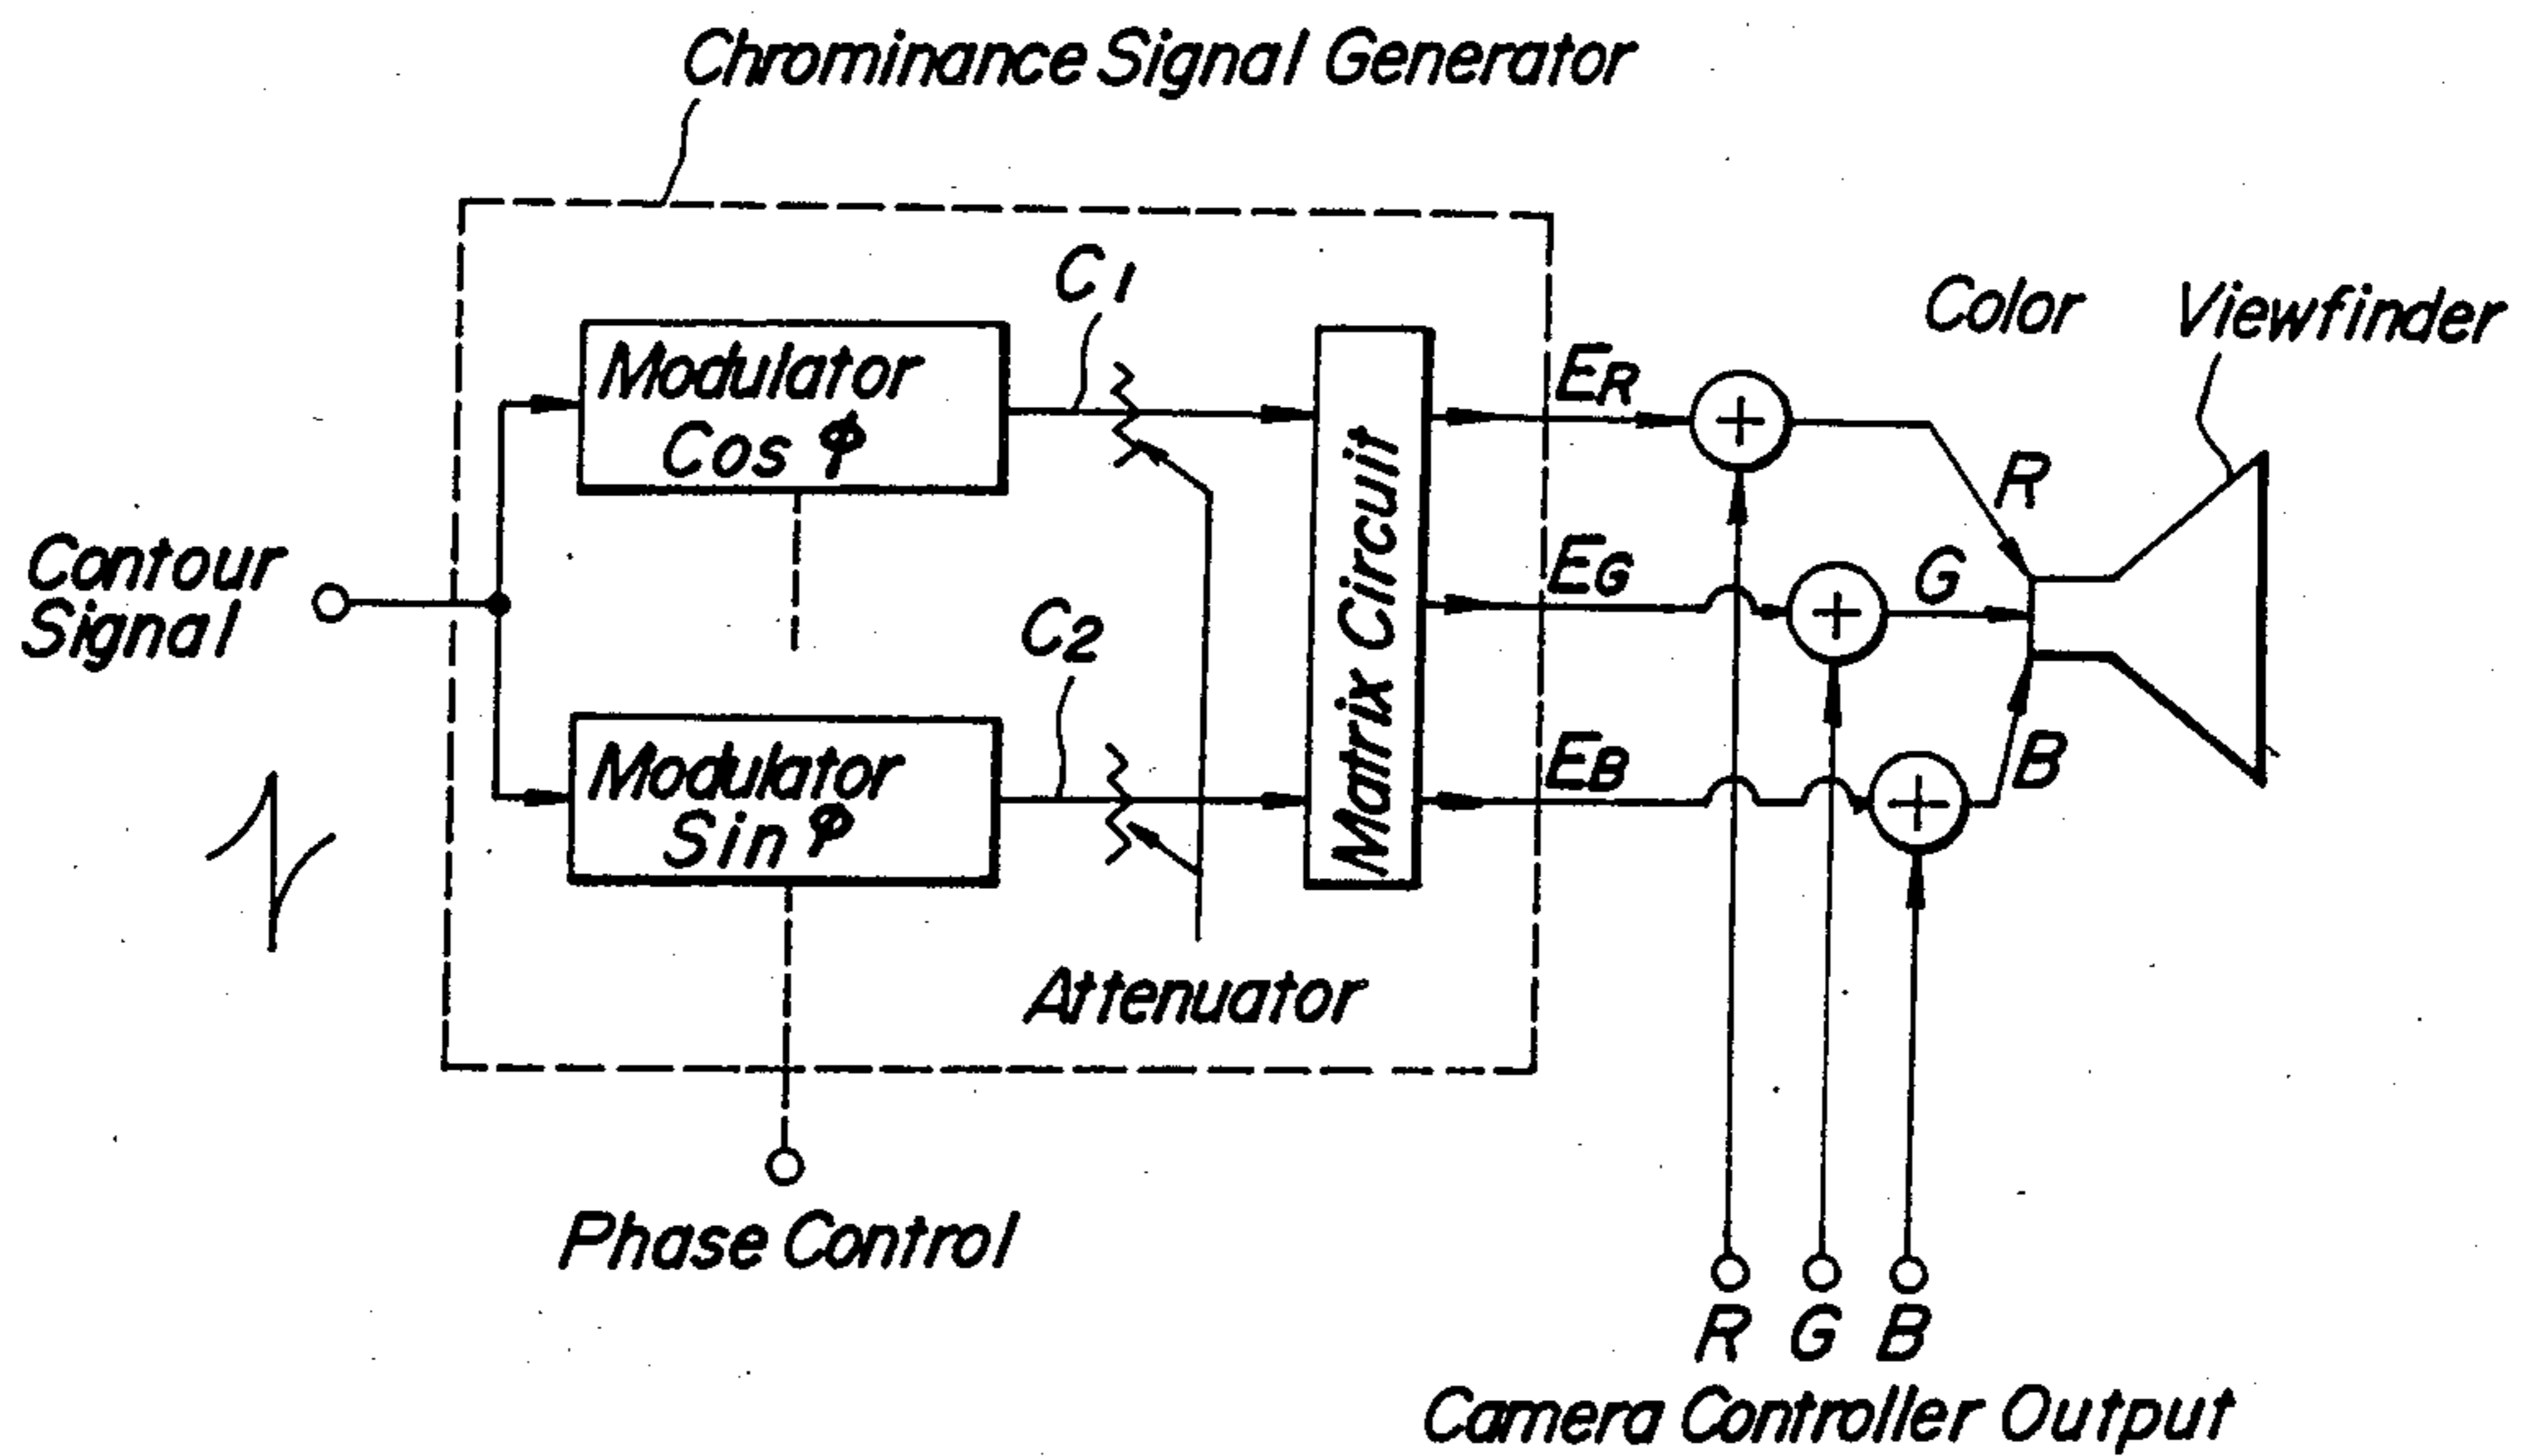 Chrominance Signal Generator
C1
Color Viewfinder
Modulator
Cos φ
ER
R
Matrix Circuit
Contour
Signal
EG
G
C2
Modulator
Sin φ
EB
B
Attenuator
Phase Control
R G B
Camera Controller Output